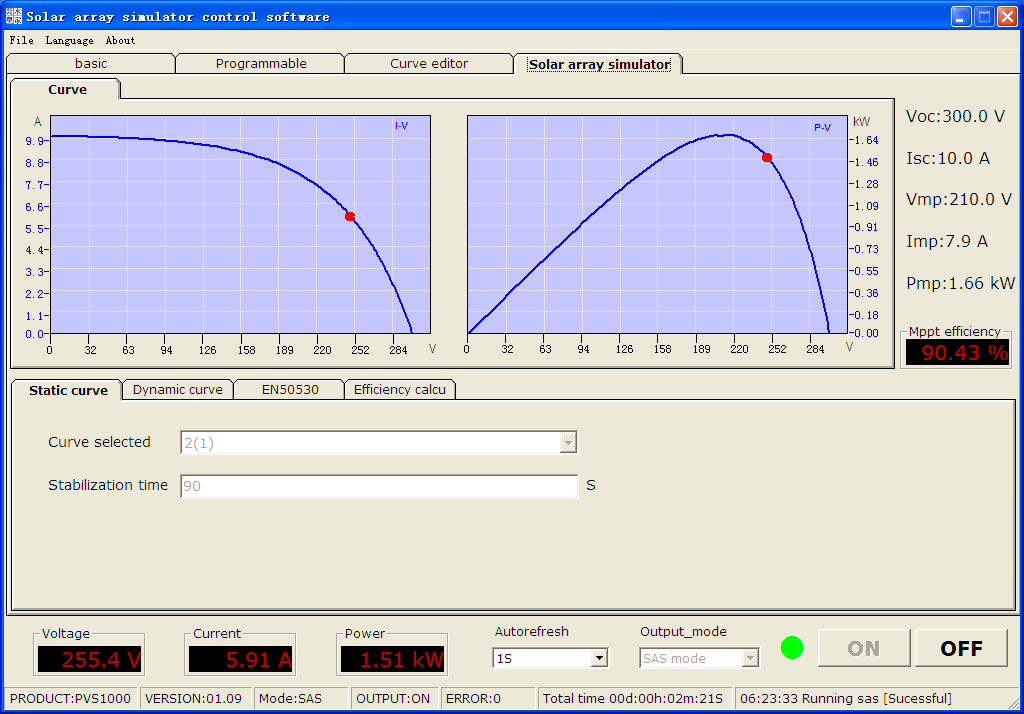 Solar array simulator control software
File Language About
basic Programmable Curve editor Solar array simulator
Curve
A I-V P-V kW
9.9
8.8
7.7
6.6
5.5
4.4
3.3
2.2
1.1
0.0
0 32 63 94 126 158 189 220 252 284 V
1.64
1.46
1.28
1.09
0.91
0.73
0.55
0.36
0.18
0.00
0 32 63 94 126 158 189 220 252 284 V
Voc:300.0 V
Isc:10.0 A
Vmp:210.0 V
Imp:7.9 A
Pmp:1.66 kW
Mppt efficiency
90.43 %
Static curve Dynamic curve EN50530 Efficiency calcu
Curve selected 2(1)
Stabilization time 90 S
Voltage Current Power Autorefresh Output_mode
255.4 V 5.91 A 1.51 kW 1S SAS mode ON OFF
PRODUCT:PVS1000 VERSION:01.09 Mode:SAS OUTPUT:ON ERROR:0 Total time 00d:00h:02m:21S 06:23:33 Running sas [Sucessful]